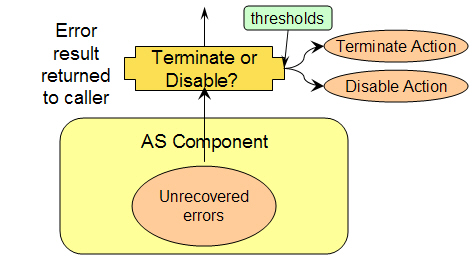 thresholds
Error
result
returned
to caller
Terminate or
Disable?
Terminate Action
Disable Action
AS Component
Unrecovered
errors